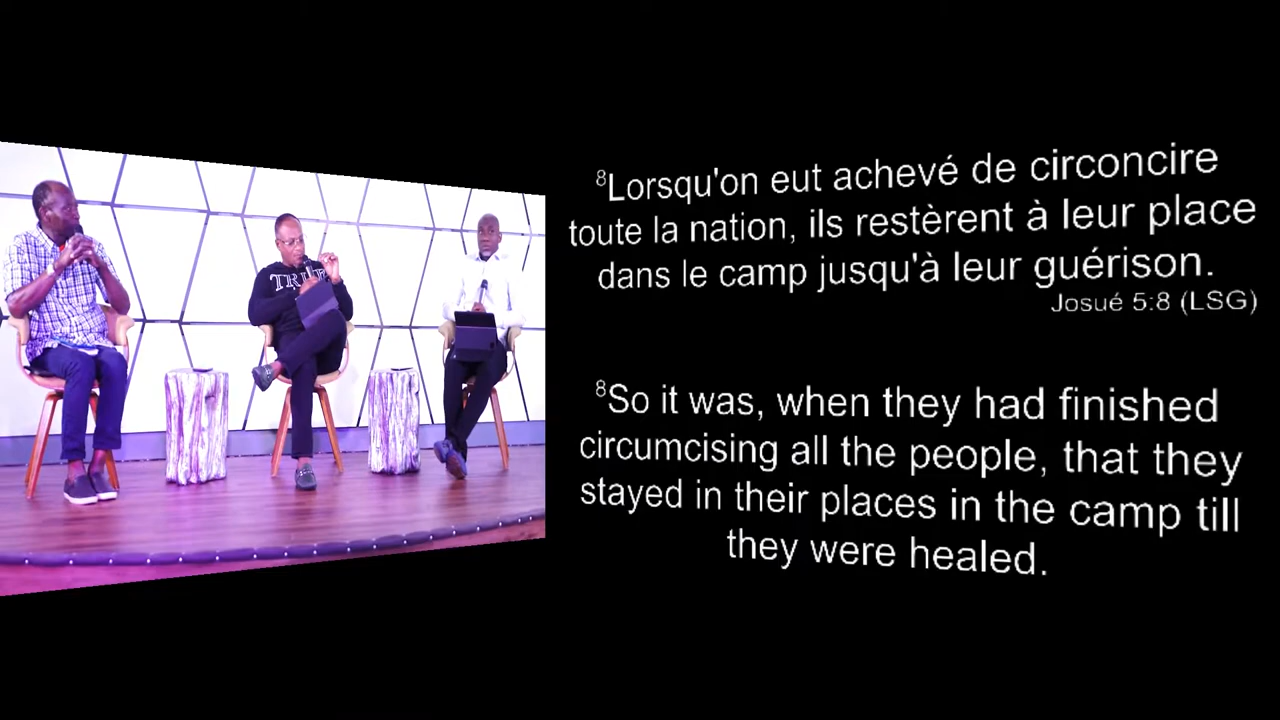 ⁸Lorsqu'on eut achevé de circoncire
toute la nation, ils restèrent à leur place
dans le camp jusqu'à leur guérison.
Josué 5:8 (LSG)
⁸So it was, when they had finished
circumcising all the people, that they
stayed in their places in the camp till
they were healed.